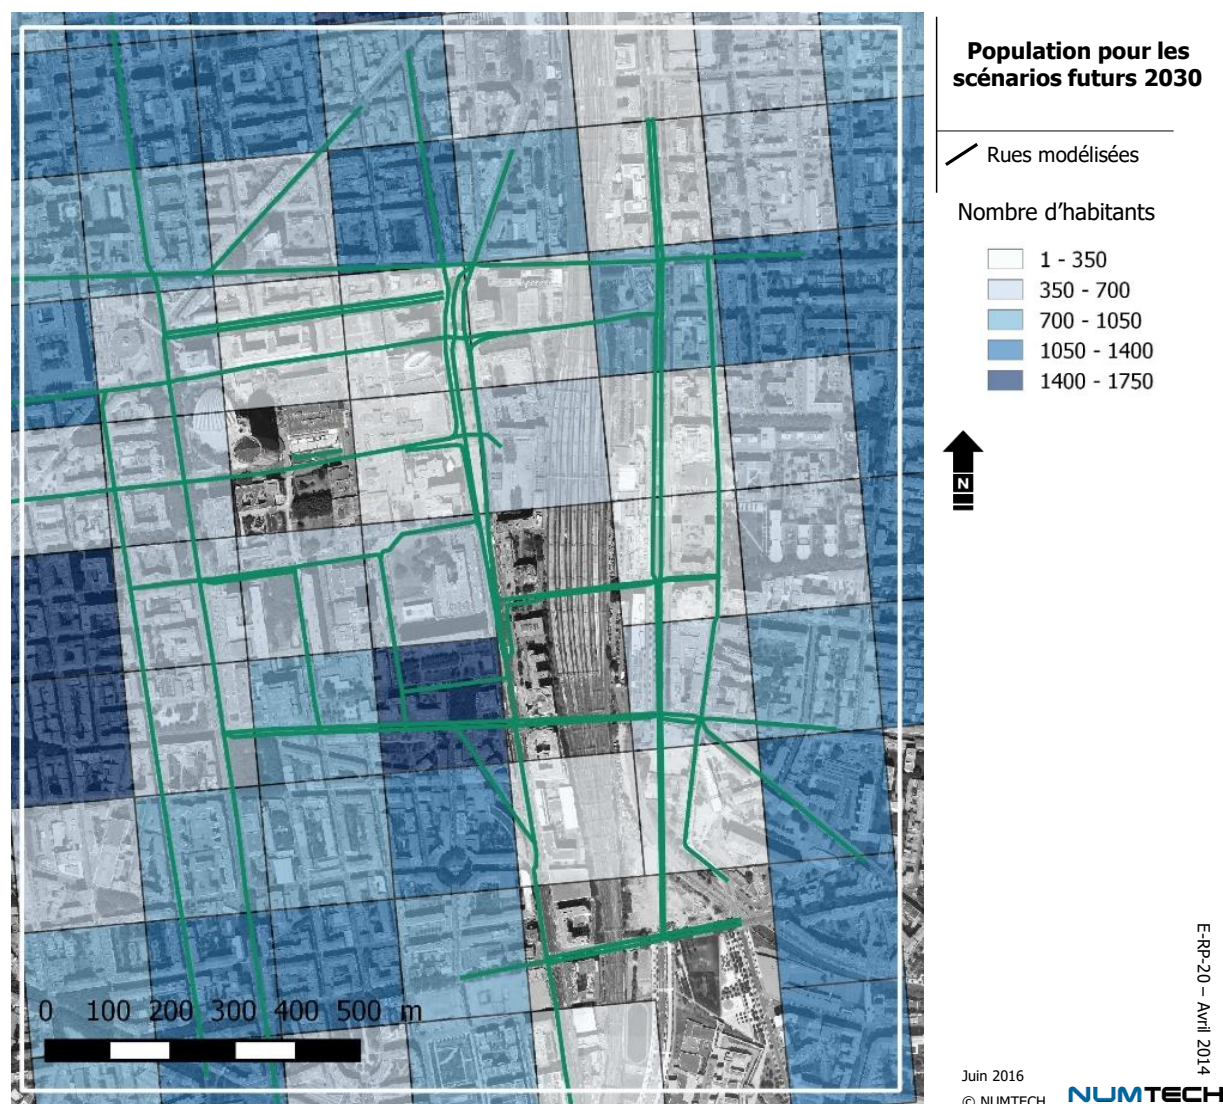 Population pour les
scénarios futurs 2030
Rues modélisées
Nombre d’habitants
1 - 350
350 - 700
700 - 1050
1050 - 1400
1400 - 1750
N
0 100 200 300 400 500 m
E-RP-20 – Avril 2014
Juin 2016
© NUMTECH
NUMTECH